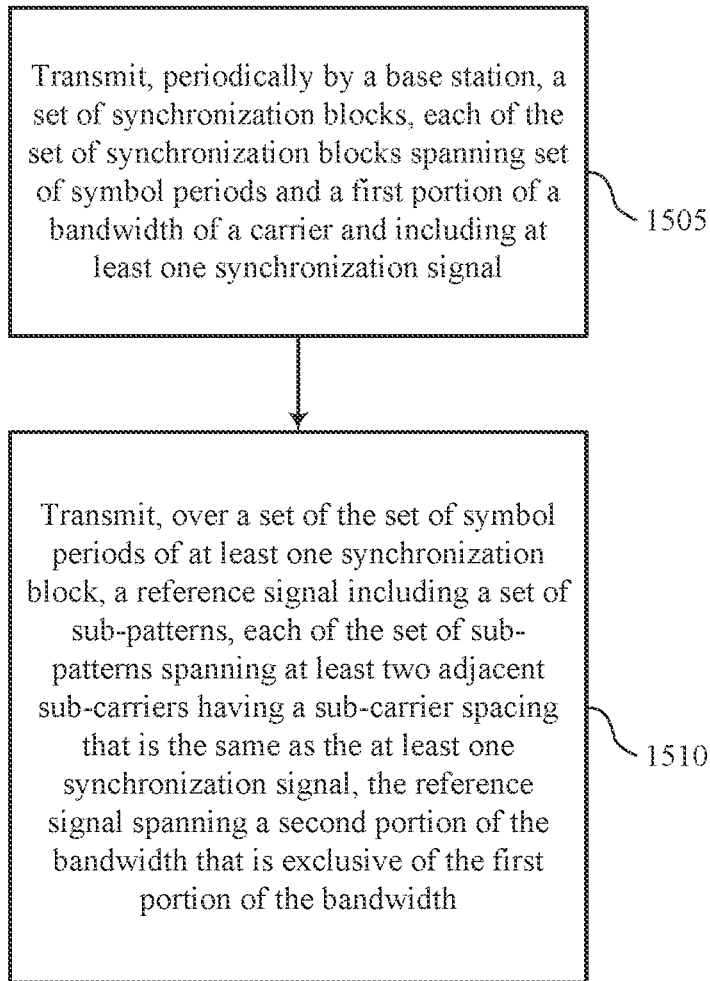 Transmit, periodically by a base station, a
set of synchronization blocks, each of the
set of synchronization blocks spanning set
of symbol periods and a first portion of a
bandwidth of a carrier and including at
least one synchronization signal
1505
Transmit, over a set of the set of symbol
periods of at least one synchronization
block, a reference signal including a set of
sub-patterns, each of the set of sub-
patterns spanning at least two adjacent
sub-carriers having a sub-carrier spacing
that is the same as the at least one
synchronization signal, the reference
signal spanning a second portion of the
bandwidth that is exclusive of the first
portion of the bandwidth
1510